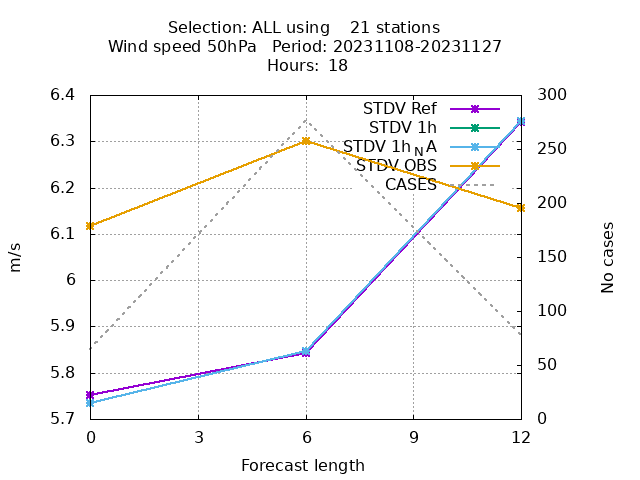 Selection: ALL using    21 stations
Wind speed 50hPa   Period: 20231108-20231127
Hours:  18
6.4
6.3
6.2
6.1
6
5.9
5.8
5.7
m/s
STDV Ref
STDV 1h
STDV 1h_N A
STDV OBS
CASES
300
250
200
150
100
50
0
No cases
0 3 6 9 12
Forecast length